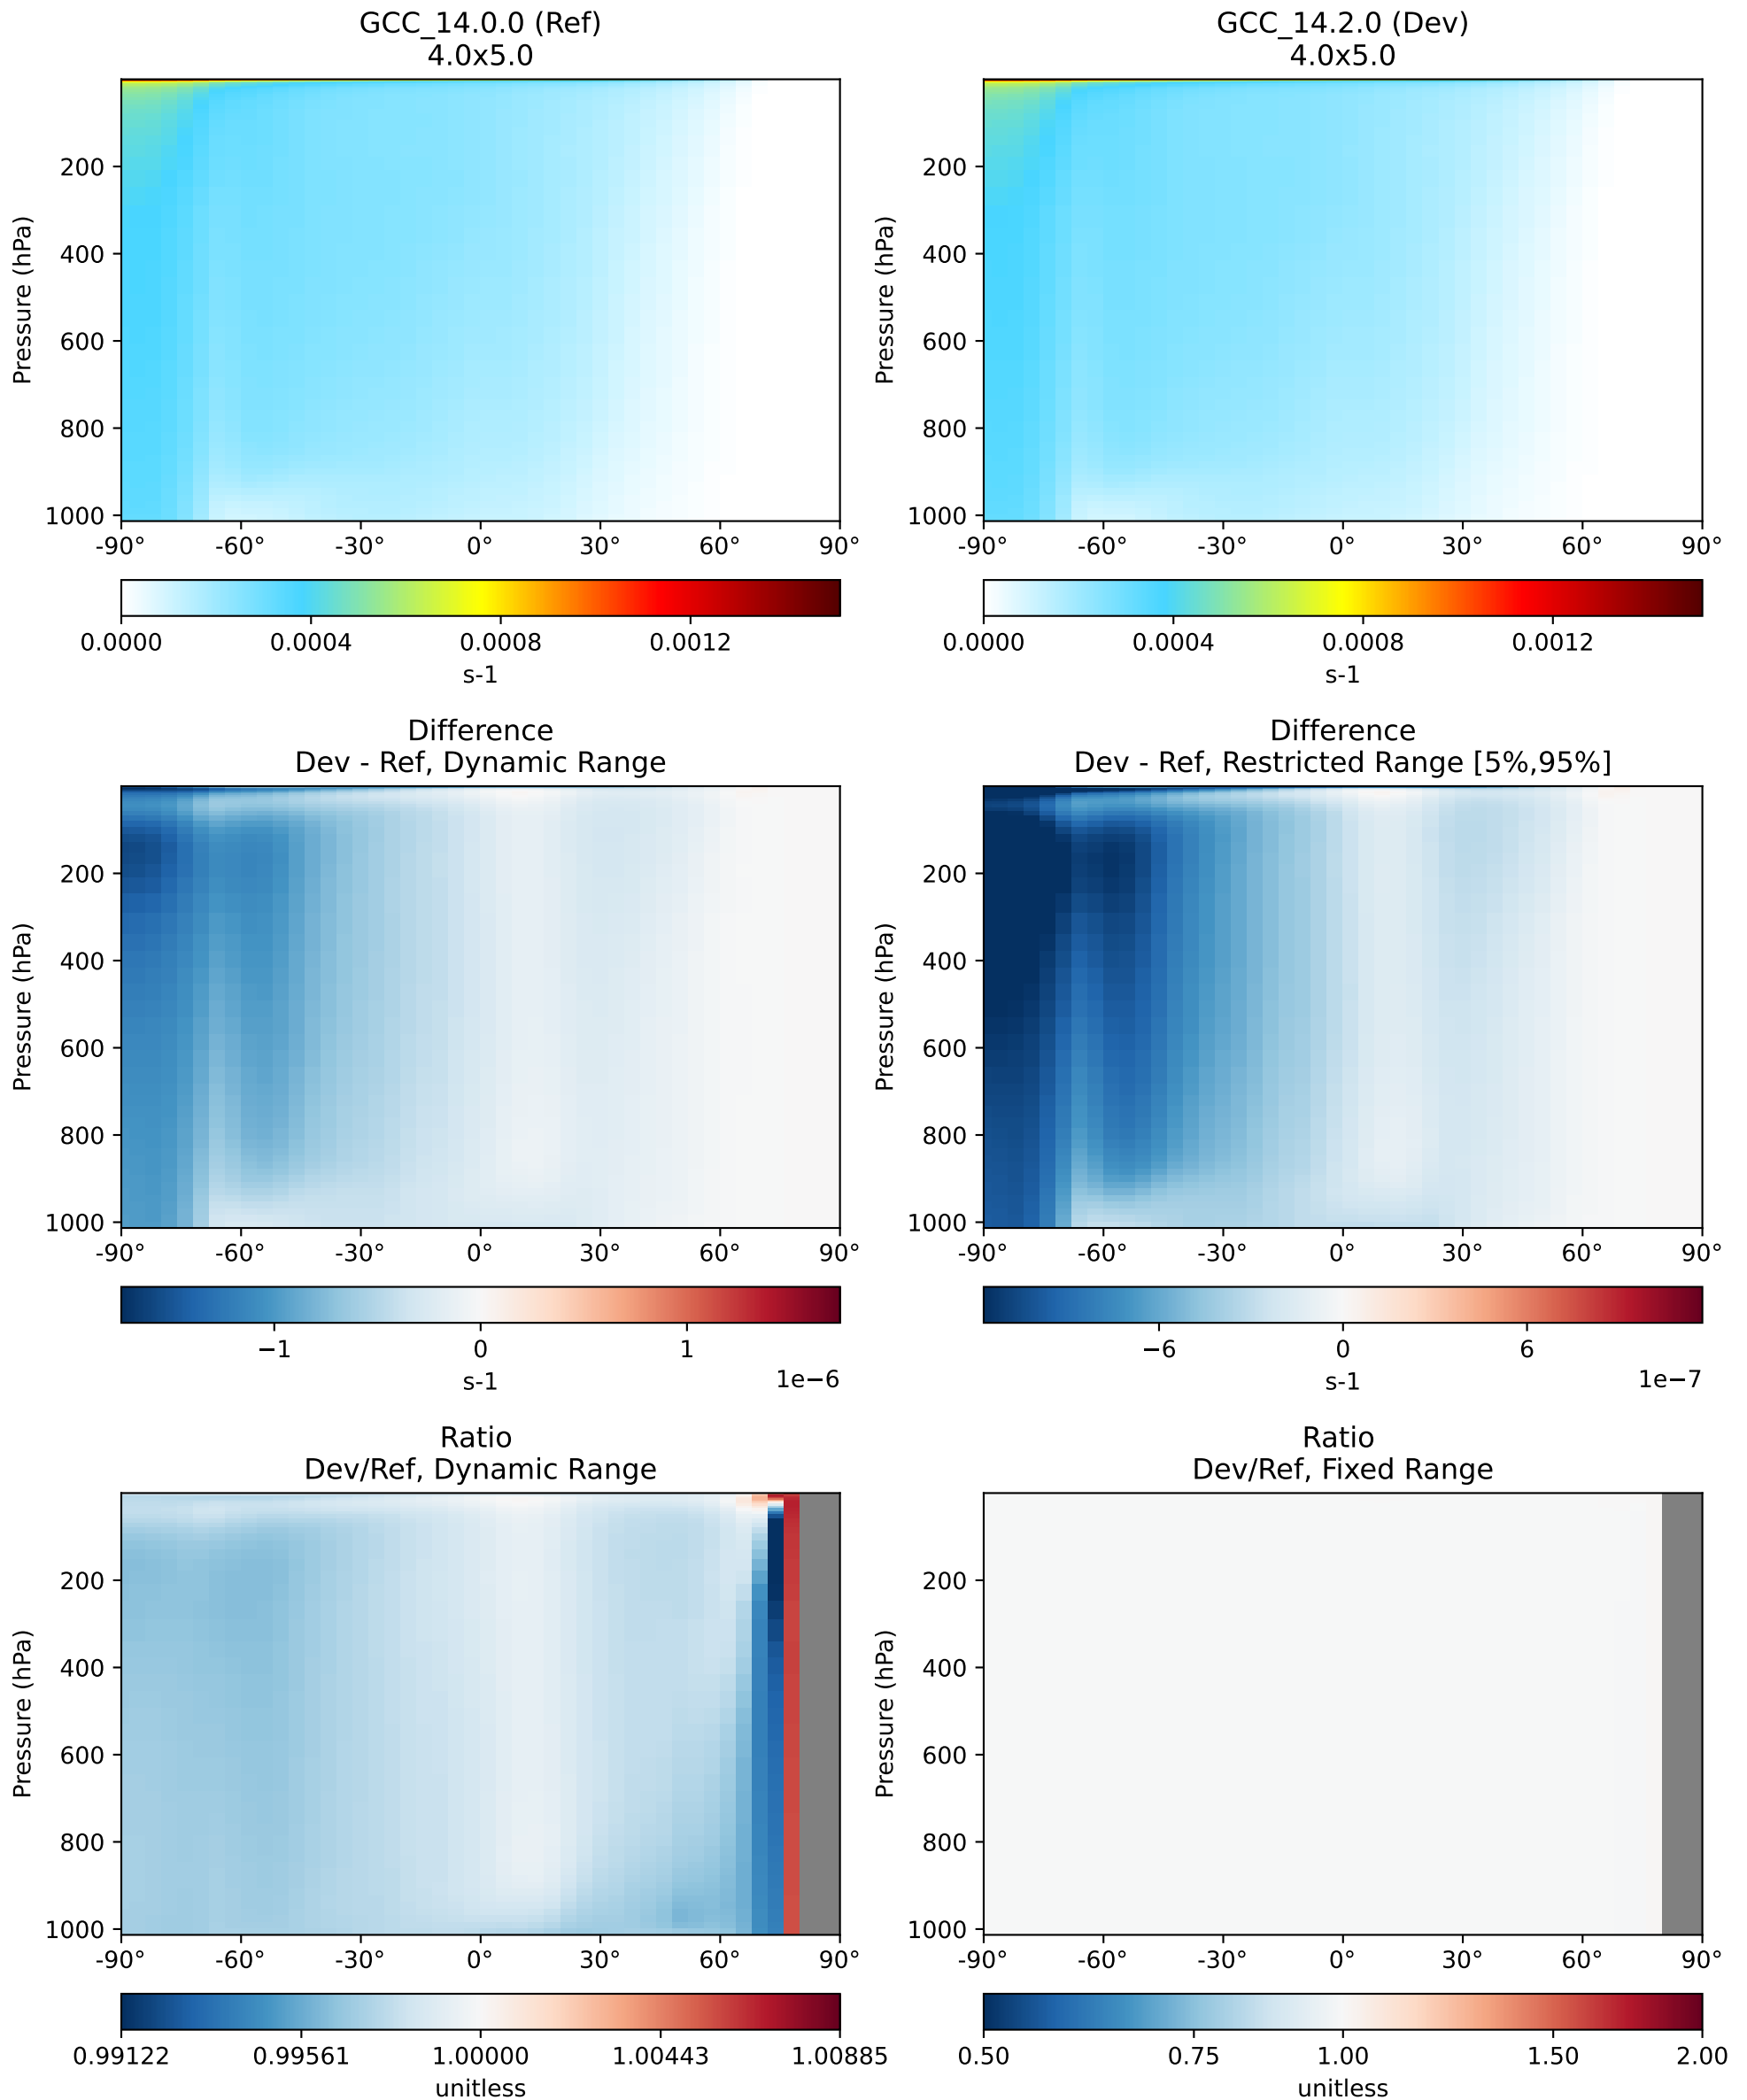 GCC_14.0.0 (Ref)
4.0x5.0
Pressure (hPa)
200
400
600
800
1000
-90° -60° -30° 0° 30° 60° 90°
0.0000 0.0004 0.0008 0.0012
s-1
GCC_14.2.0 (Dev)
4.0x5.0
Pressure (hPa)
200
400
600
800
1000
-90° -60° -30° 0° 30° 60° 90°
0.0000 0.0004 0.0008 0.0012
s-1
Difference
Dev - Ref, Dynamic Range
Pressure (hPa)
200
400
600
800
1000
-90° -60° -30° 0° 30° 60° 90°
−1 0 1
s-1 1e−6
Difference
Dev - Ref, Restricted Range [5%,95%]
Pressure (hPa)
200
400
600
800
1000
-90° -60° -30° 0° 30° 60° 90°
−6 0 6
s-1 1e−7
Ratio
Dev/Ref, Dynamic Range
Pressure (hPa)
200
400
600
800
1000
-90° -60° -30° 0° 30° 60° 90°
0.99122 0.99561 1.00000 1.00443 1.00885
unitless
Ratio
Dev/Ref, Fixed Range
Pressure (hPa)
200
400
600
800
1000
-90° -60° -30° 0° 30° 60° 90°
0.50 0.75 1.00 1.50 2.00
unitless